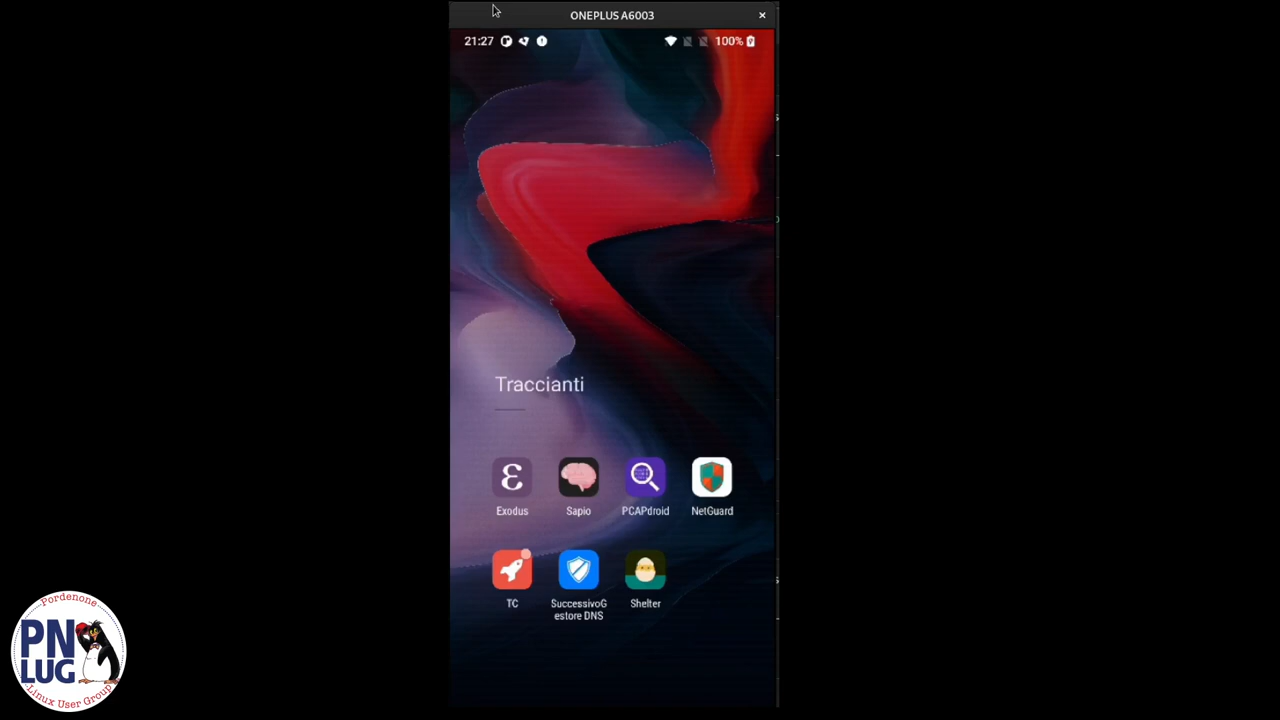 ONEPLUS A6003
21:27
100%
Traccianti
Exodus
Sapio
PCAPdroid
NetGuard
TC
SuccessivoG
estore DNS
Shelter
Pordenone
PN
LUG
Linux User Group